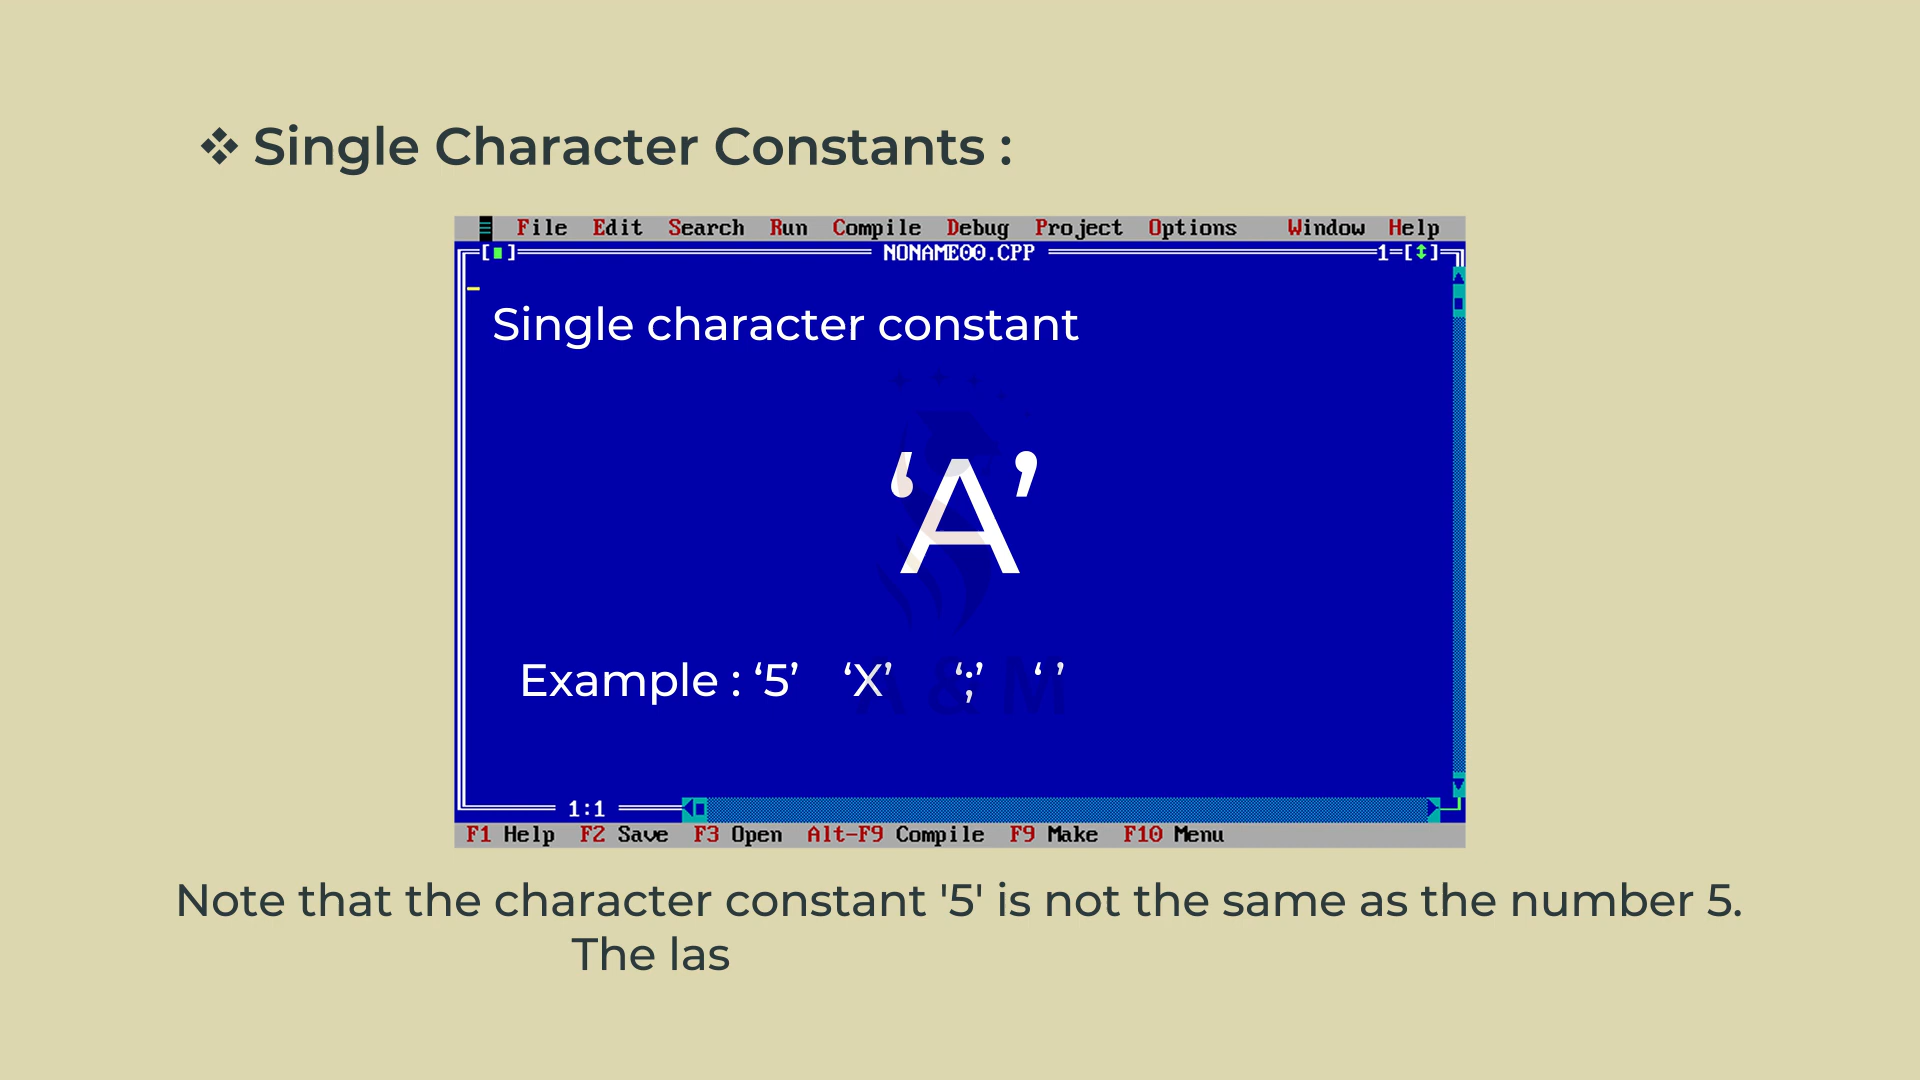 ❖ Single Character Constants :
≡ File Edit Search Run Compile Debug Project Options Window Help
[■] NONAME00.CPP 1=[↕]
Single character constant
‘A’
Example : ‘5’ ‘X’ ‘;’ ‘ ’
A & M
1:1
F1 Help F2 Save F3 Open Alt-F9 Compile F9 Make F10 Menu
Note that the character constant '5' is not the same as the number 5.
The las